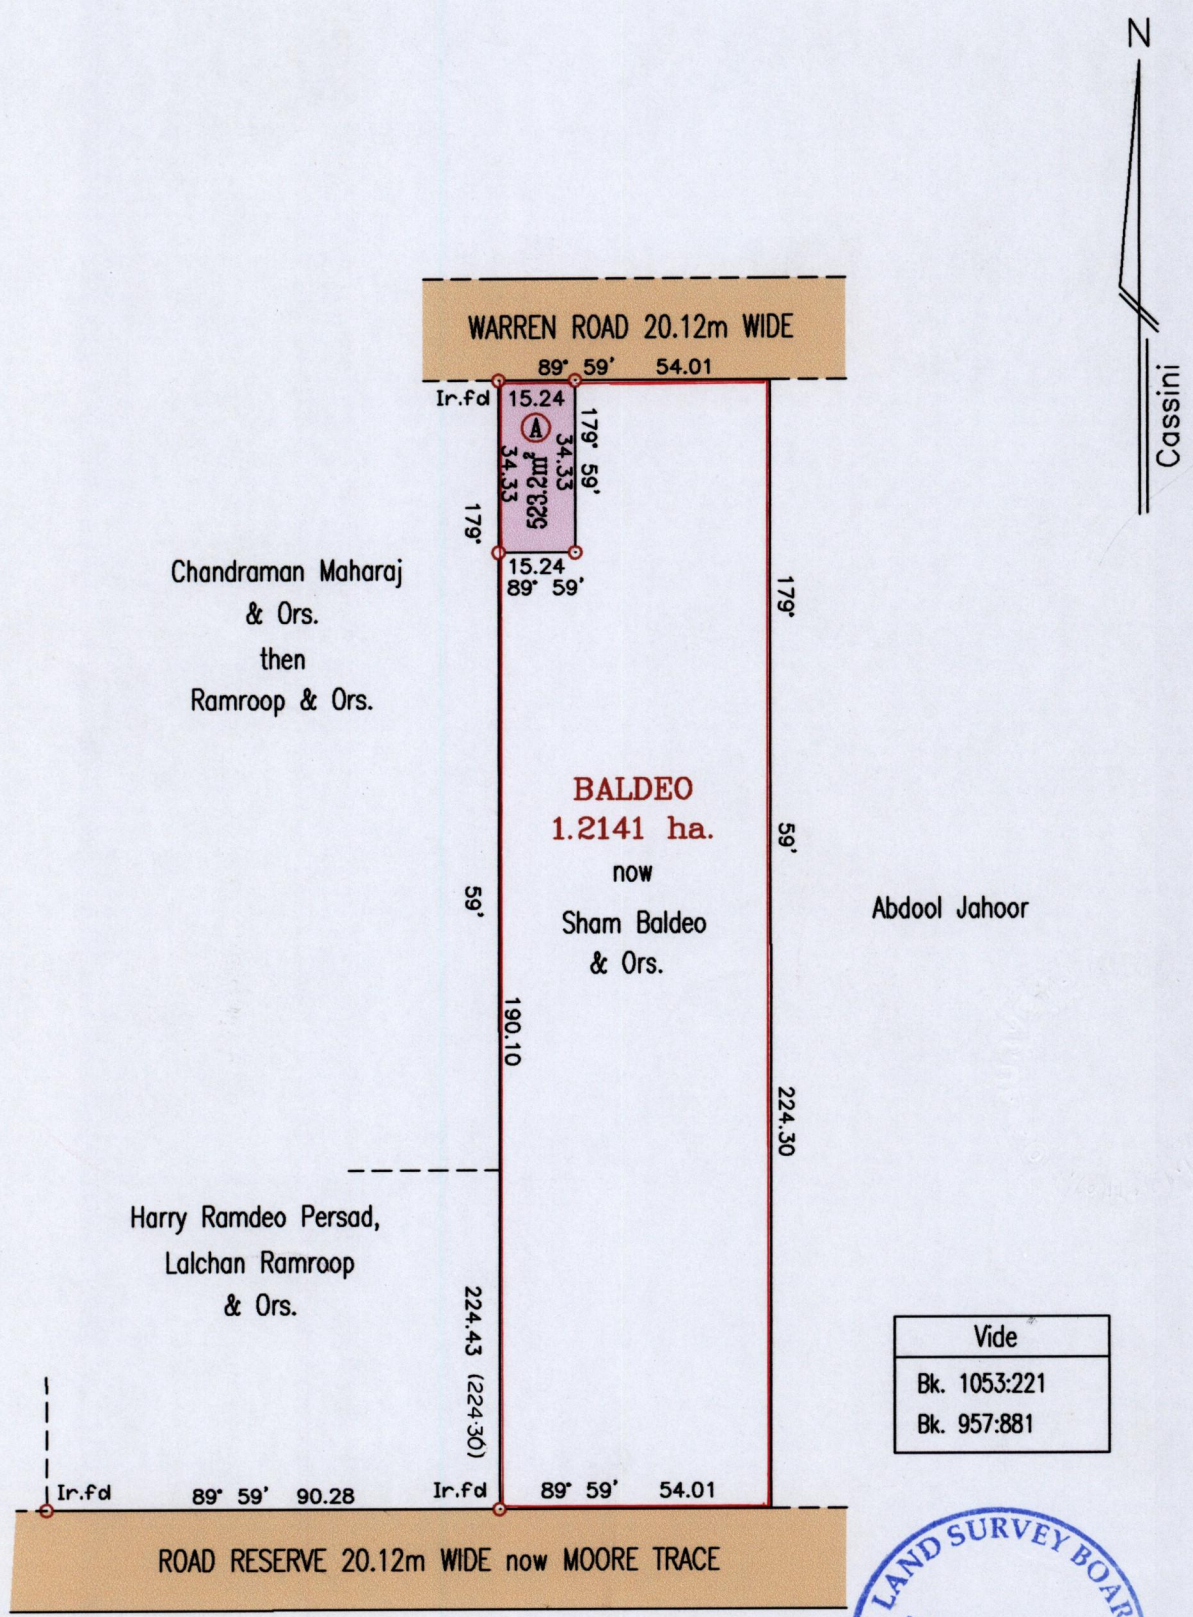 N
Cassini
WARREN ROAD 20.12m WIDE
89° 59' 54.01
Ir.fd
15.24
A
523.2m²
34.33
34.33
179° 59'
179°
15.24
89° 59'
Chandraman Maharaj
& Ors.
then
Ramroop & Ors.
179°
BALDEO
1.2141 ha.
now
Sham Baldeo
& Ors.
59'
59'
Abdool Jahoor
190.10
224.30
Harry Ramdeo Persad,
Lalchan Ramroop
& Ors.
224.43 (224.30)
Vide
Bk. 1053:221
Bk. 957:881
Ir.fd
89° 59' 90.28
Ir.fd
89° 59' 54.01
ROAD RESERVE 20.12m WIDE now MOORE TRACE
LAND SURVEY BOAR